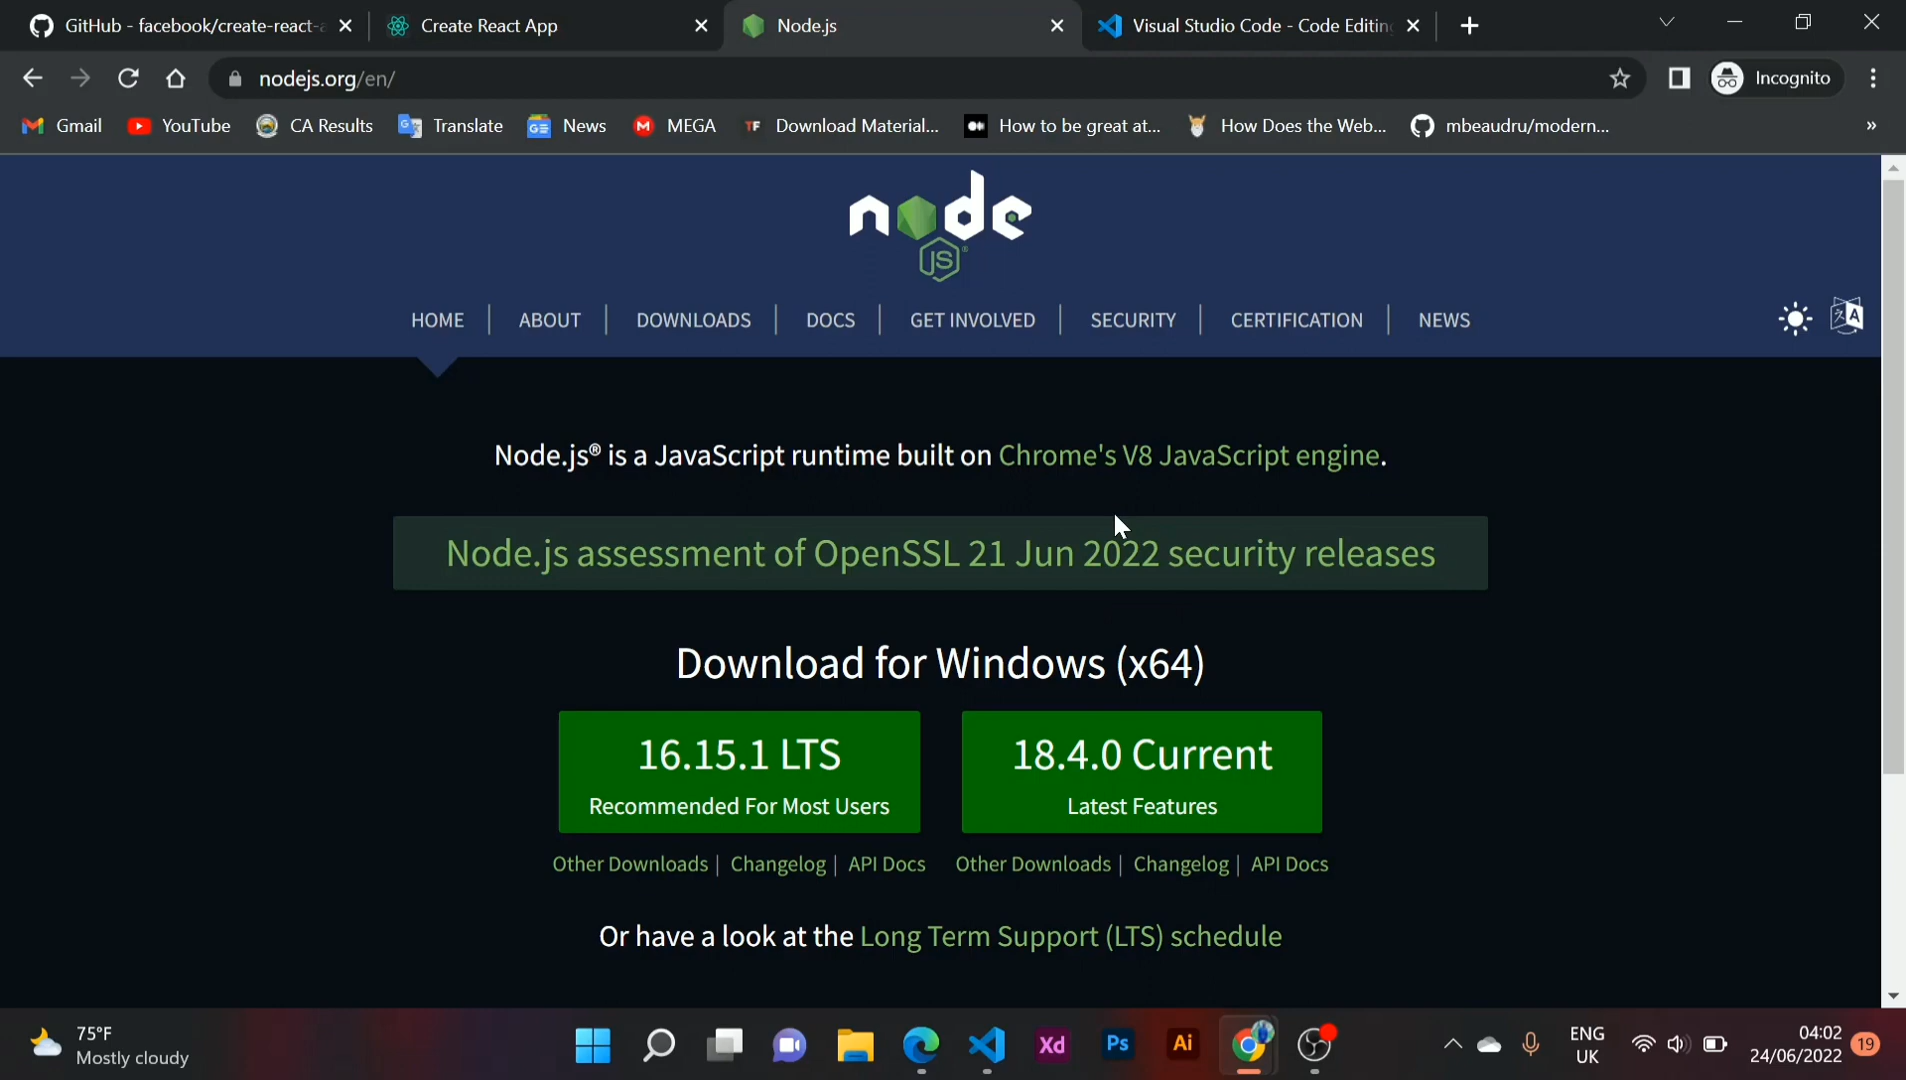 GitHub - facebook/create-react-a
Create React App
Node.js
Visual Studio Code - Code Editing
nodejs.org/en/
Incognito
Gmail
YouTube
CA Results
Translate
News
MEGA
TF
Download Material...
How to be great at...
How Does the Web...
mbeaudru/modern...
»
node
JS
HOME
ABOUT
DOWNLOADS
DOCS
GET INVOLVED
SECURITY
CERTIFICATION
NEWS
Node.js® is a JavaScript runtime built on Chrome's V8 JavaScript engine.
Node.js assessment of OpenSSL 21 Jun 2022 security releases
Download for Windows (x64)
16.15.1 LTS
Recommended For Most Users
18.4.0 Current
Latest Features
Other Downloads | Changelog | API Docs
Other Downloads | Changelog | API Docs
Or have a look at the Long Term Support (LTS) schedule
75°F
Mostly cloudy
Xd
Ps
Ai
ENG
UK
04:02
24/06/2022
19